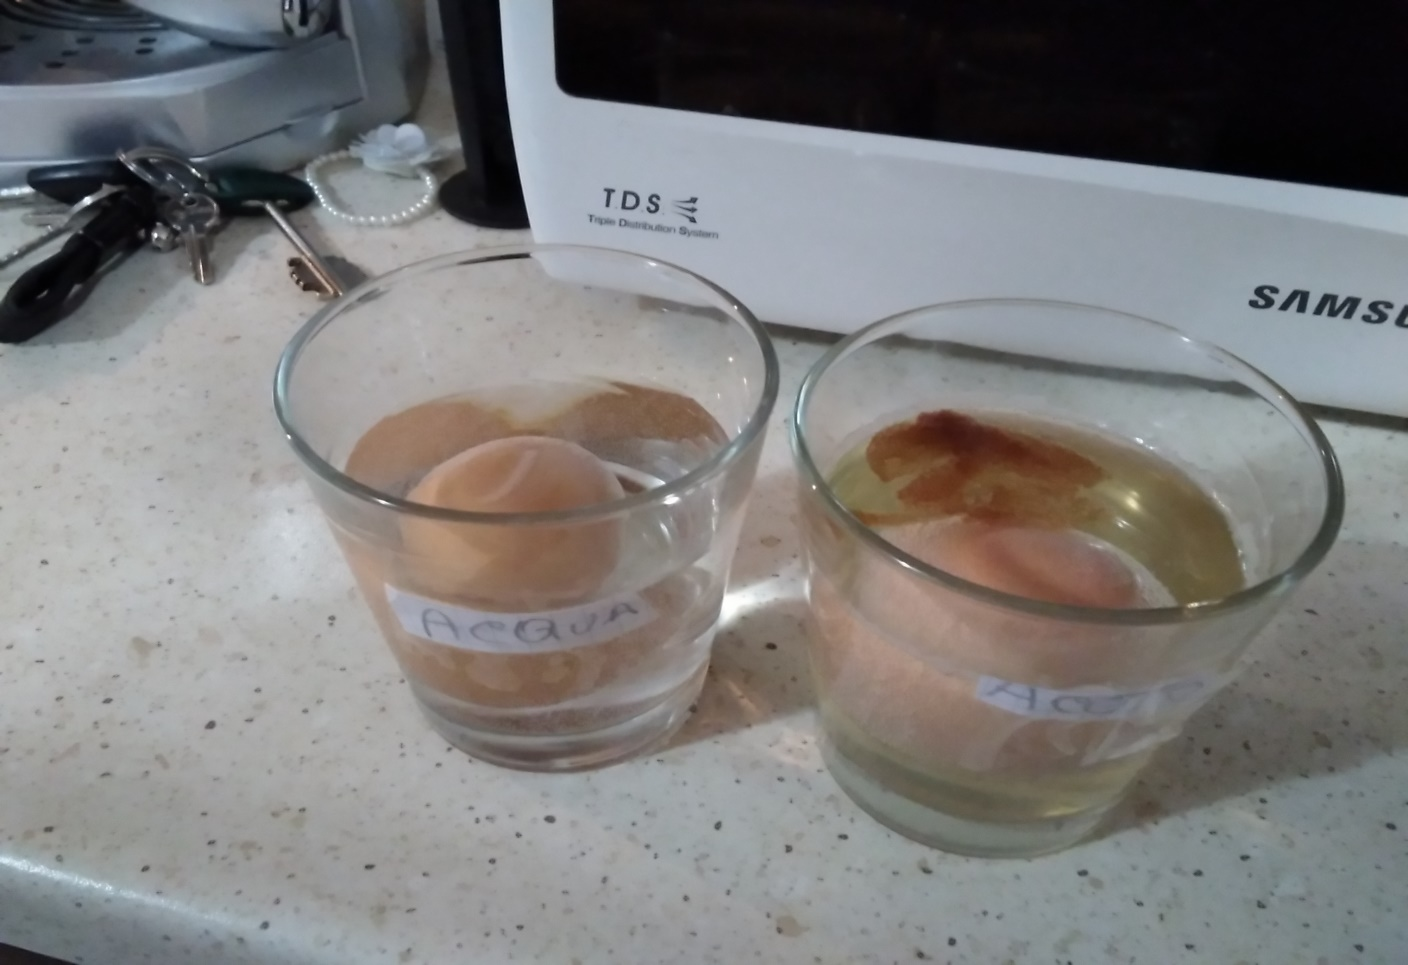 T.D.S.
Triple Distribution System
SAMSU
ACQUA
ACETO